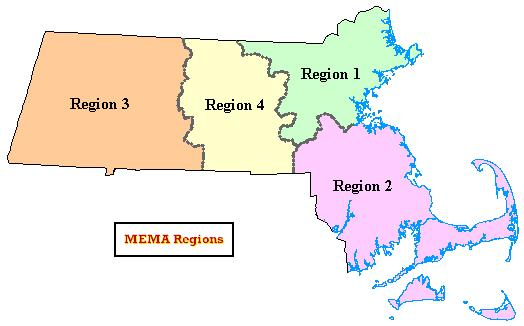 Region 1
Region 3
Region 4
Region 2
MEMA Regions